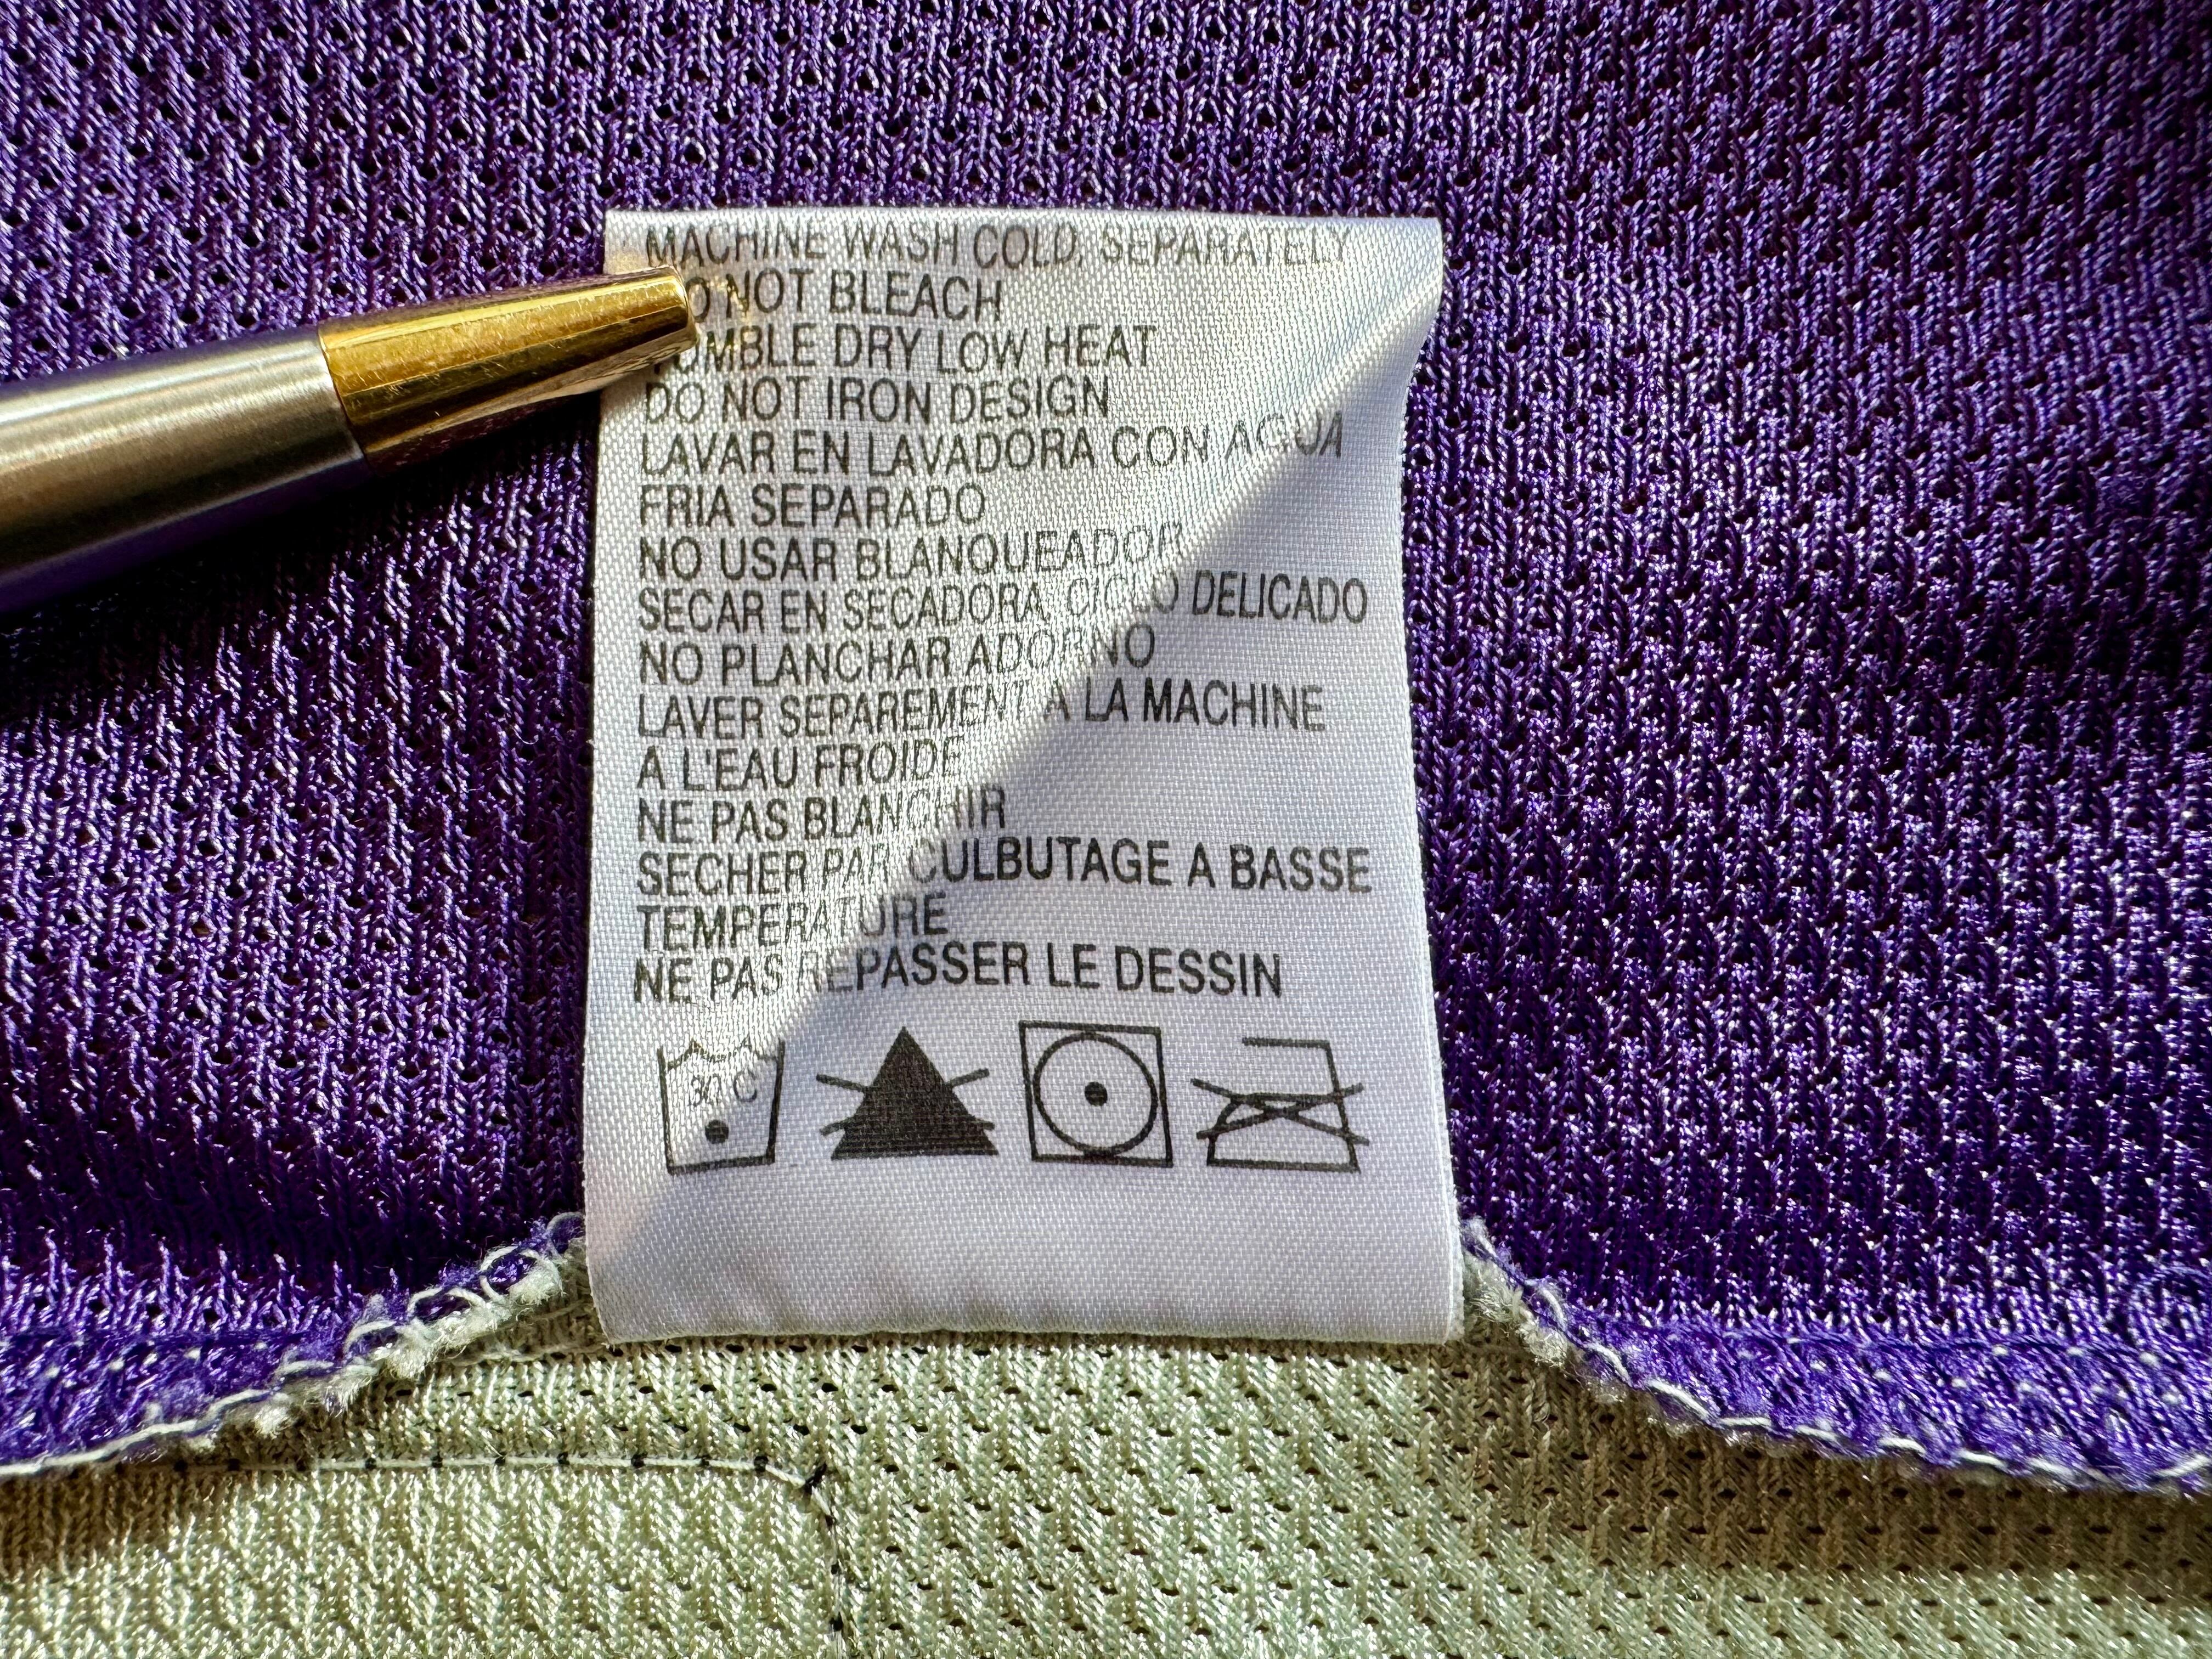 MACHINE WASH COLD, SEPARATELY
DO NOT BLEACH
TUMBLE DRY LOW HEAT
DO NOT IRON DESIGN
LAVAR EN LAVADORA CON AGUA
FRIA SEPARADO
NO USAR BLANQUEADOR
SECAR EN SECADORA CICLO DELICADO
NO PLANCHAR ADORNO
LAVER SEPAREMENT A LA MACHINE
A L'EAU FROIDE
NE PAS BLANCHIR
SECHER PAR CULBUTAGE A BASSE
TEMPERATURE
NE PAS REPASSER LE DESSIN
30 C